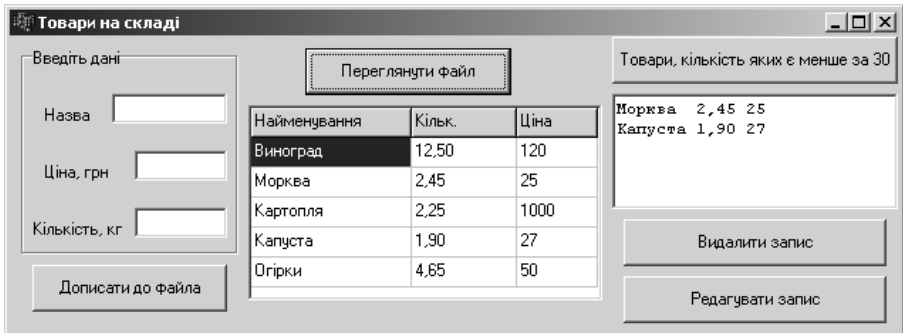 Товари на складі
Введіть дані
Назва
Ціна, грн
Кількість, кг
Дописати до файла
Переглянути файл
Найменування Кільк. Ціна
Виноград 12,50 120
Морква 2,45 25
Картопля 2,25 1000
Капуста 1,90 27
Огірки 4,65 50
Товари, кількість яких є менше за 30
Морква 2,45 25
Капуста 1,90 27
Видалити запис
Редагувати запис